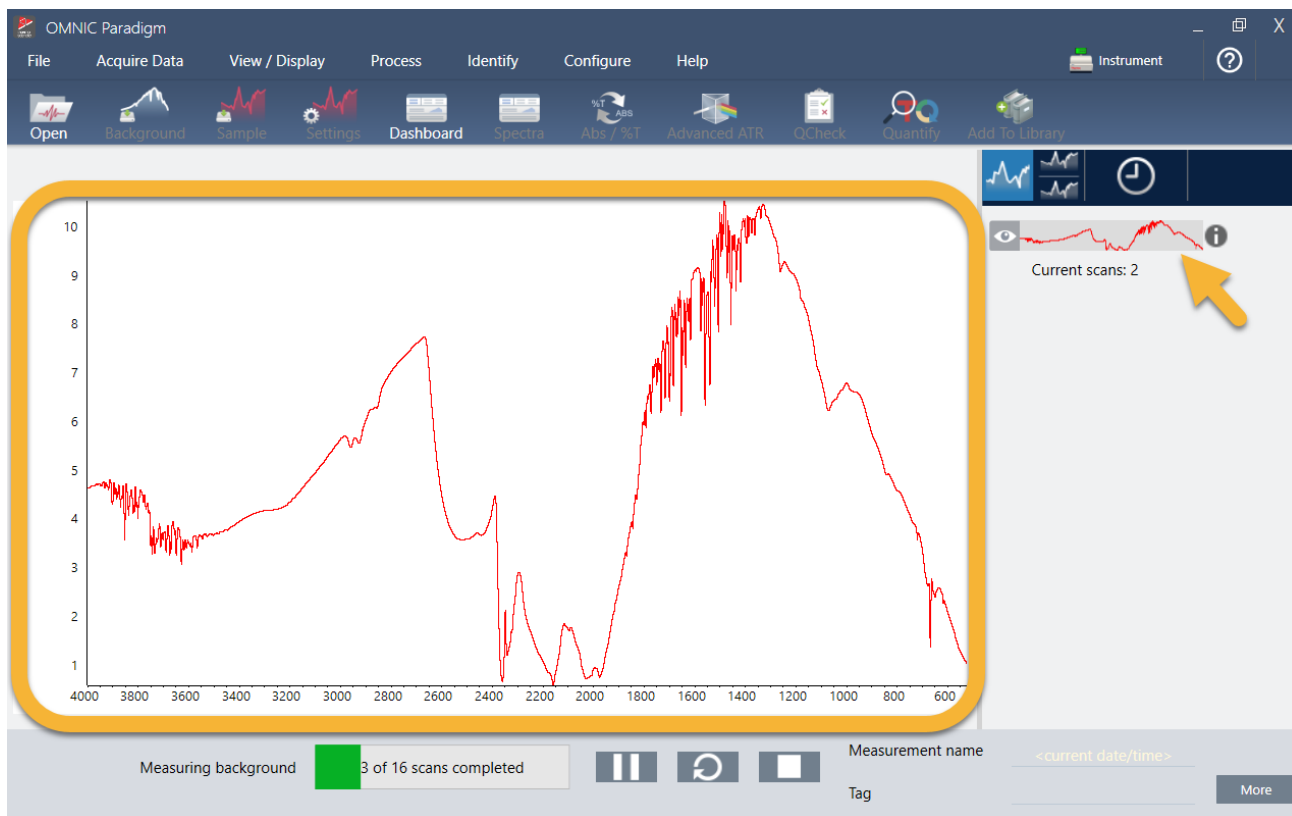 OMNIC Paradigm
X
File Acquire Data View / Display Process Identify Configure Help Instrument ?
%T ABS
Open Background Sample Settings Dashboard Spectra Abs / %T Advanced ATR QCheck Quantify Add To Library
i
Current scans: 2
10
9
8
7
6
5
4
3
2
1
4000 3800 3600 3400 3200 3000 2800 2600 2400 2200 2000 1800 1600 1400 1200 1000 800 600
Measuring background 3 of 16 scans completed
Measurement name <current date/time>
Tag
More